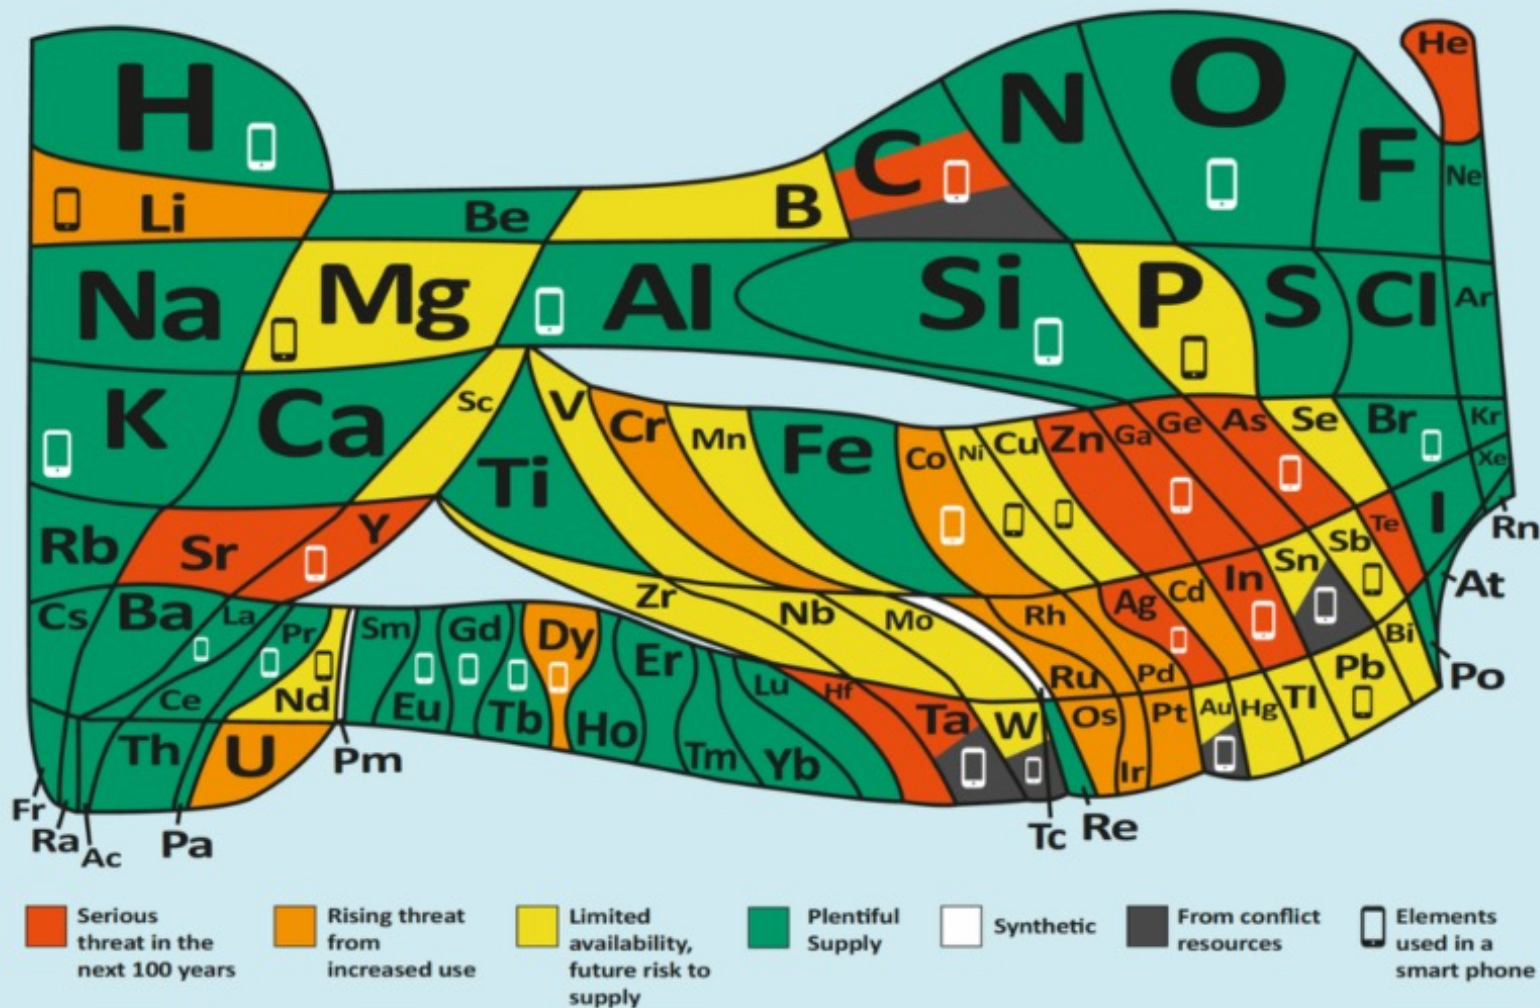 H
He
N
O
C
F
Ne
Li
Be
B
Na
Mg
Al
Si
P
S
Cl
Ar
K
Ca
Sc
Ti
V
Cr
Mn
Fe
Co
Ni
Cu
Zn
Ga
Ge
As
Se
Br
Kr
Xe
Rb
Sr
Y
Zr
Nb
Mo
Rh
Ru
Ag
Cd
Pd
In
Sn
Sb
Te
I
Rn
At
Cs
Ba
La
Ce
Pr
Nd
Sm
Eu
Gd
Tb
Dy
Ho
Er
Tm
Yb
Lu
Hf
Ta
W
Os
Ir
Pt
Au
Hg
Tl
Pb
Bi
Po
Th
U
Pm
Fr
Ra
Ac
Pa
Tc
Re
Serious
threat in the
next 100 years
Rising threat
from
increased use
Limited
availability,
future risk to
supply
Plentiful
Supply
Synthetic
From conflict
resources
Elements
used in a
smart phone